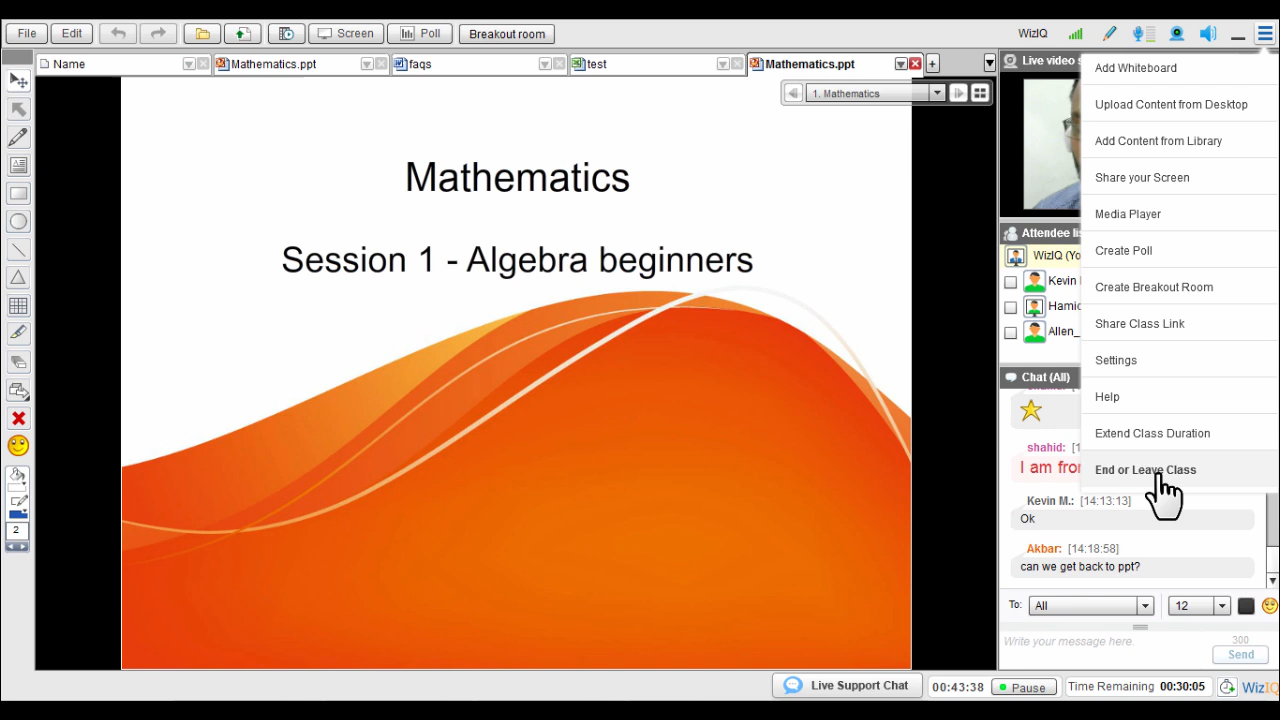 File Edit Screen Poll Breakout room WizIQ
Name Mathematics.ppt faqs test Mathematics.ppt
1. Mathematics
Mathematics
Session 1 - Algebra beginners
2
Live video s
Add Whiteboard
Upload Content from Desktop
Add Content from Library
Share your Screen
Media Player
Create Poll
Create Breakout Room
Share Class Link
Settings
Help
Extend Class Duration
End or Leave Class
Attendee li
WizIQ (Yo
Kevin
Hamid
Allen_
Chat (All)
shahid: [1
I am fro
Kevin M.: [14:13:13]
Ok
Akbar: [14:18:58]
can we get back to ppt?
To: All 12
Write your message here. 300
Send
Live Support Chat 00:43:38 Pause Time Remaining 00:30:05 WizIQ